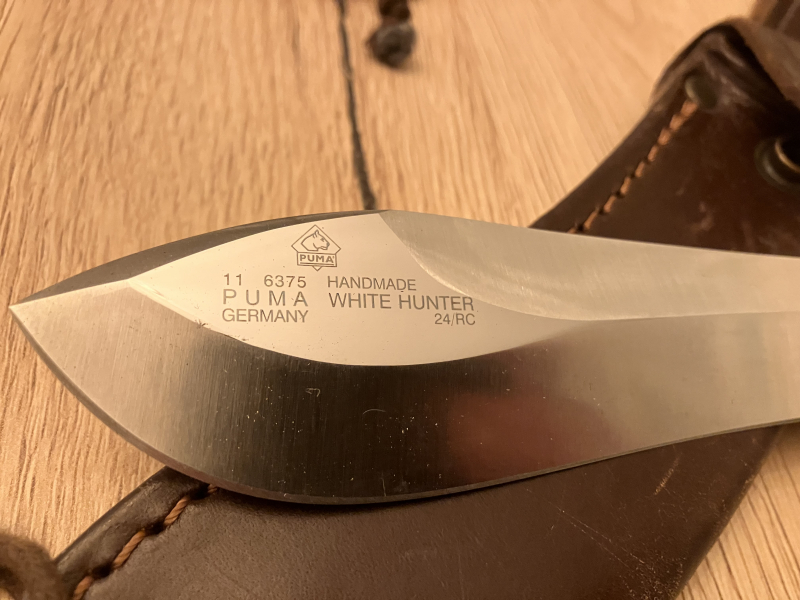 PUMA
11 6375 HANDMADE
PUMA WHITE HUNTER
GERMANY 24/RC